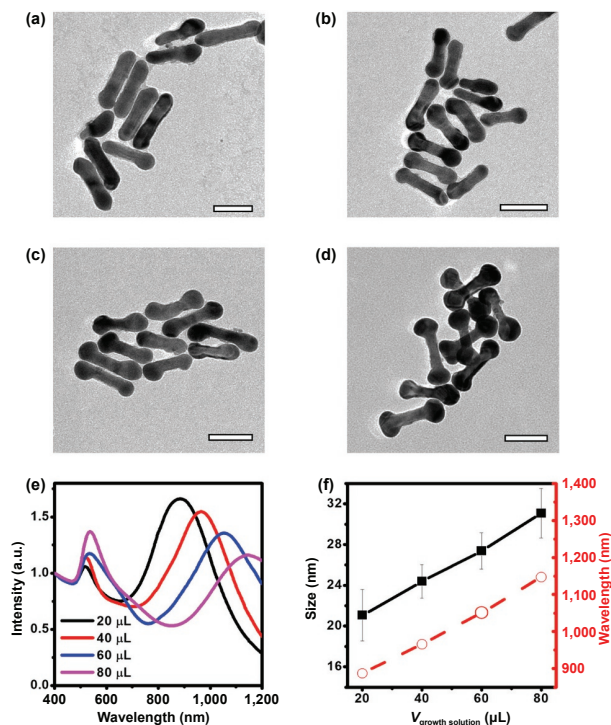 (a)
(b)
(c)
(d)
(e)
Intensity (a.u.)
1.5
1.0
0.5
0.0
20 μL
40 μL
60 μL
80 μL
400 600 800 1,000 1,200
Wavelength (nm)
(f)
Size (nm)
32
28
24
20
16
1,400
1,300
1,200
1,100
1,000
900
Wavelength (nm)
20 40 60 80
Vgrowth solution (μL)